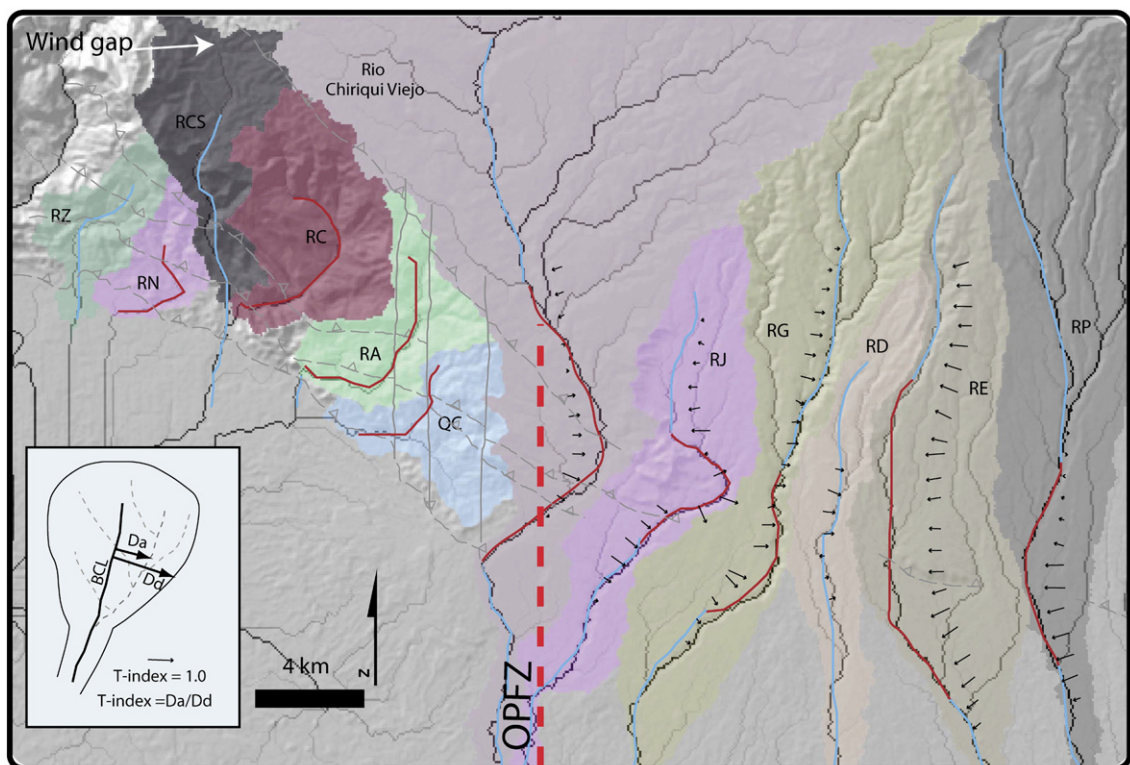 Wind gap
Rio
Chiriqui Viejo
RCS
RZ
RC
RN
RA
QC
RJ
RG
RD
RE
RP
BCL
Da
Dd
T-index = 1.0
T-index =Da/Dd
4 km
z
OPFZ